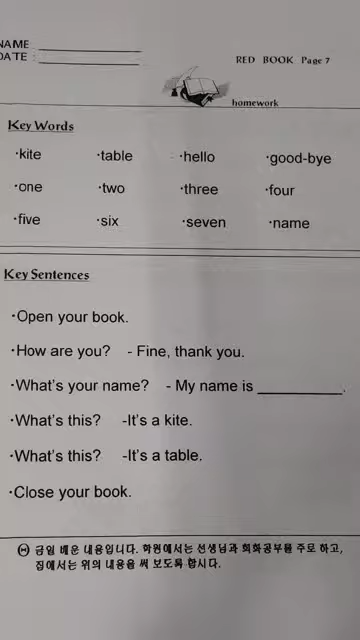 NAME
DATE :
RED BOOK Page 7
homework
Key Words
·kite ·table ·hello ·good-bye
·one ·two ·three ·four
·five ·six ·seven ·name
Key Sentences
·Open your book.
·How are you? - Fine, thank you.
·What's your name? - My name is __________.
·What's this? -It's a kite.
·What's this? -It's a table.
·Close your book.
금일 배운 내용입니다. 학원에서는 선생님과 회화공부를 주로 하고,
집에서는 위의 내용을 써 보도록 합시다.